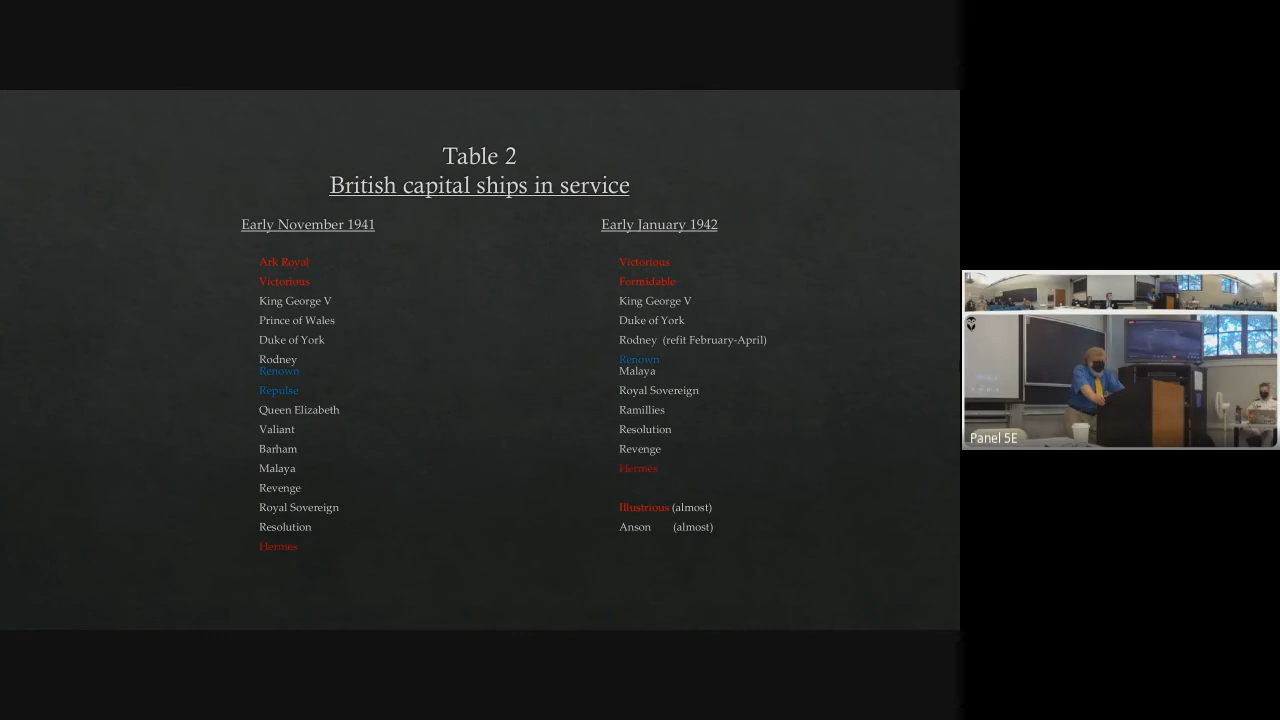 Table 2
British capital ships in service
Early November 1941
Ark Royal
Victorious
King George V
Prince of Wales
Duke of York
Rodney
Renown
Repulse
Queen Elizabeth
Valiant
Barham
Malaya
Revenge
Royal Sovereign
Resolution
Hermes
Early January 1942
Victorious
Formidable
King George V
Duke of York
Rodney (refit February-April)
Renown
Malaya
Royal Sovereign
Ramillies
Resolution
Revenge
Hermes
Illustrious (almost)
Anson (almost)
Panel 5E